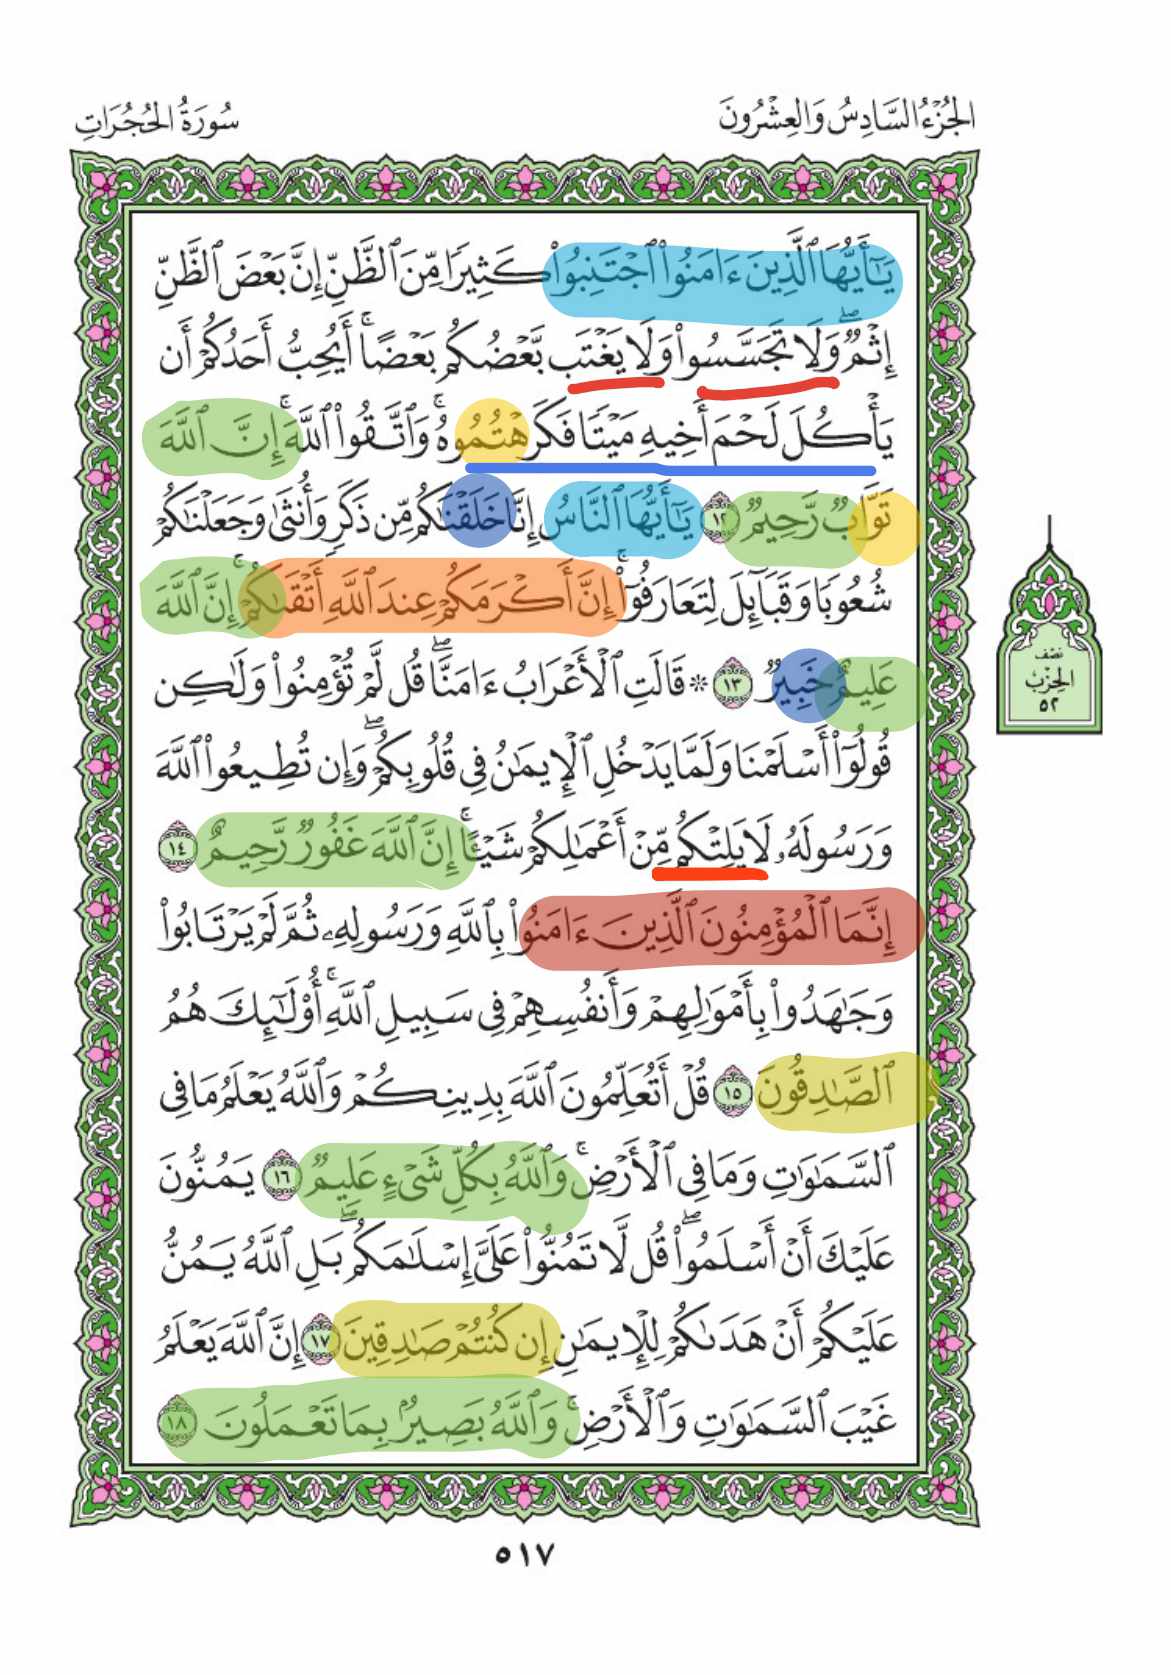 الجُزْءُ السَّادِسُ وَالعِشْرُونَ
سُورَةُ الحُجُرَاتِ
يَٰٓأَيُّهَا ٱلَّذِينَ ءَامَنُوا۟ ٱجْتَنِبُوا۟ كَثِيرًا مِّنَ ٱلظَّنِّ إِنَّ بَعْضَ ٱلظَّنِّ
إِثْمٌ ۖ وَلَا تَجَسَّسُوا۟ وَلَا يَغْتَب بَّعْضُكُم بَعْضًا ۚ أَيُحِبُّ أَحَدُكُمْ أَن
يَأْكُلَ لَحْمَ أَخِيهِ مَيْتًا فَكَرِهْتُمُوهُ ۚ وَٱتَّقُوا۟ ٱللَّهَ ۚ إِنَّ ٱللَّهَ
تَوَّابٌ رَّحِيمٌ ١٢ يَٰٓأَيُّهَا ٱلنَّاسُ إِنَّا خَلَقْنَٰكُم مِّن ذَكَرٍ وَأُنثَىٰ وَجَعَلْنَٰكُمْ
شُعُوبًا وَقَبَآئِلَ لِتَعَارَفُوٓا۟ ۚ إِنَّ أَكْرَمَكُمْ عِندَ ٱللَّهِ أَتْقَىٰكُمْ ۚ إِنَّ ٱللَّهَ
عَلِيمٌ خَبِيرٌ ١٣ * قَالَتِ ٱلْأَعْرَابُ ءَامَنَّا ۖ قُل لَّمْ تُؤْمِنُوا۟ وَلَٰكِن
قُولُوٓا۟ أَسْلَمْنَا وَلَمَّا يَدْخُلِ ٱلْإِيمَٰنُ فِى قُلُوبِكُمْ ۖ وَإِن تُطِيعُوا۟ ٱللَّهَ
وَرَسُولَهُۥ لَا يَلِتْكُم مِّنْ أَعْمَٰلِكُمْ شَيْـًٔا ۚ إِنَّ ٱللَّهَ غَفُورٌ رَّحِيمٌ ١٤
إِنَّمَا ٱلْمُؤْمِنُونَ ٱلَّذِينَ ءَامَنُوا۟ بِٱللَّهِ وَرَسُولِهِۦ ثُمَّ لَمْ يَرْتَابُوا۟
وَجَٰهَدُوا۟ بِأَمْوَٰلِهِمْ وَأَنفُسِهِمْ فِى سَبِيلِ ٱللَّهِ ۚ أُو۟لَٰٓئِكَ هُمُ
ٱلصَّٰدِقُونَ ١٥ قُلْ أَتُعَلِّمُونَ ٱللَّهَ بِدِينِكُمْ وَٱللَّهُ يَعْلَمُ مَا فِى
ٱلسَّمَٰوَٰتِ وَمَا فِى ٱلْأَرْضِ ۚ وَٱللَّهُ بِكُلِّ شَىْءٍ عَلِيمٌ ١٦ يَمُنُّونَ
عَلَيْكَ أَنْ أَسْلَمُوا۟ ۖ قُل لَّا تَمُنُّوا۟ عَلَىَّ إِسْلَٰمَكُم ۖ بَلِ ٱللَّهُ يَمُنُّ
عَلَيْكُمْ أَنْ هَدَىٰكُمْ لِلْإِيمَٰنِ إِن كُنتُمْ صَٰدِقِينَ ١٧ إِنَّ ٱللَّهَ يَعْلَمُ
غَيْبَ ٱلسَّمَٰوَٰتِ وَٱلْأَرْضِ ۚ وَٱللَّهُ بَصِيرٌۢ بِمَا تَعْمَلُونَ ١٨
نصف
الحزب
٥٢
٥١٧